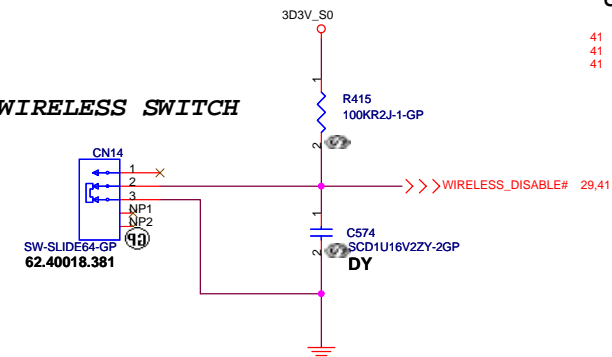 3D3V_S0
41
41
41
WIRELESS SWITCH
1
R415
100KR2J-1-GP
2
CN14
1
2
3
NP1
NP2
WIRELESS_DISABLE# 29,41
1
C574
SCD1U16V2ZY-2GP
2
DY
GP
SW-SLIDE64-GP
62.40018.381